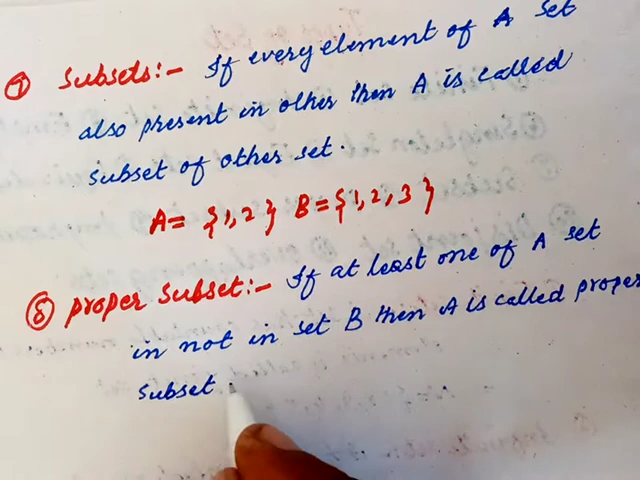 ⑦ Subsets:- If every element of A set
also present in other then A is called
subset of other set.
A= {1,2} B={1,2,3}
⑧ Proper Subset:- If at least one of A set
in not in set B then A is called proper
subset